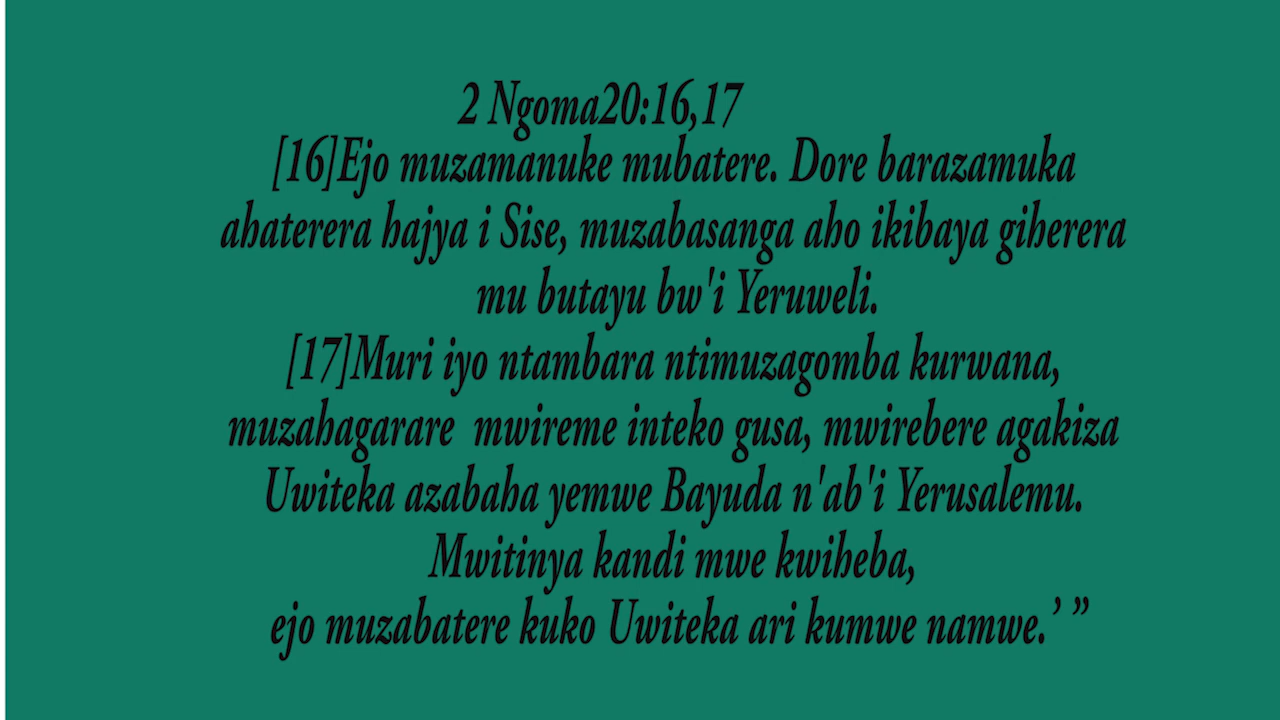 2 Ngoma20:16,17
[16]Ejo muzamanuke mubatere. Dore barazamuka
ahaterera hajya i Sise, muzabasanga aho ikibaya giherera
mu butayu bw'i Yeruweli.
[17]Muri iyo ntambara ntimuzagomba kurwana,
muzahagarare  mwireme inteko gusa, mwirebere agakiza
Uwiteka azabaha yemwe Bayuda n'ab'i Yerusalemu.
Mwitinya kandi mwe kwiheba,
ejo muzabatere kuko Uwiteka ari kumwe namwe.’ ”